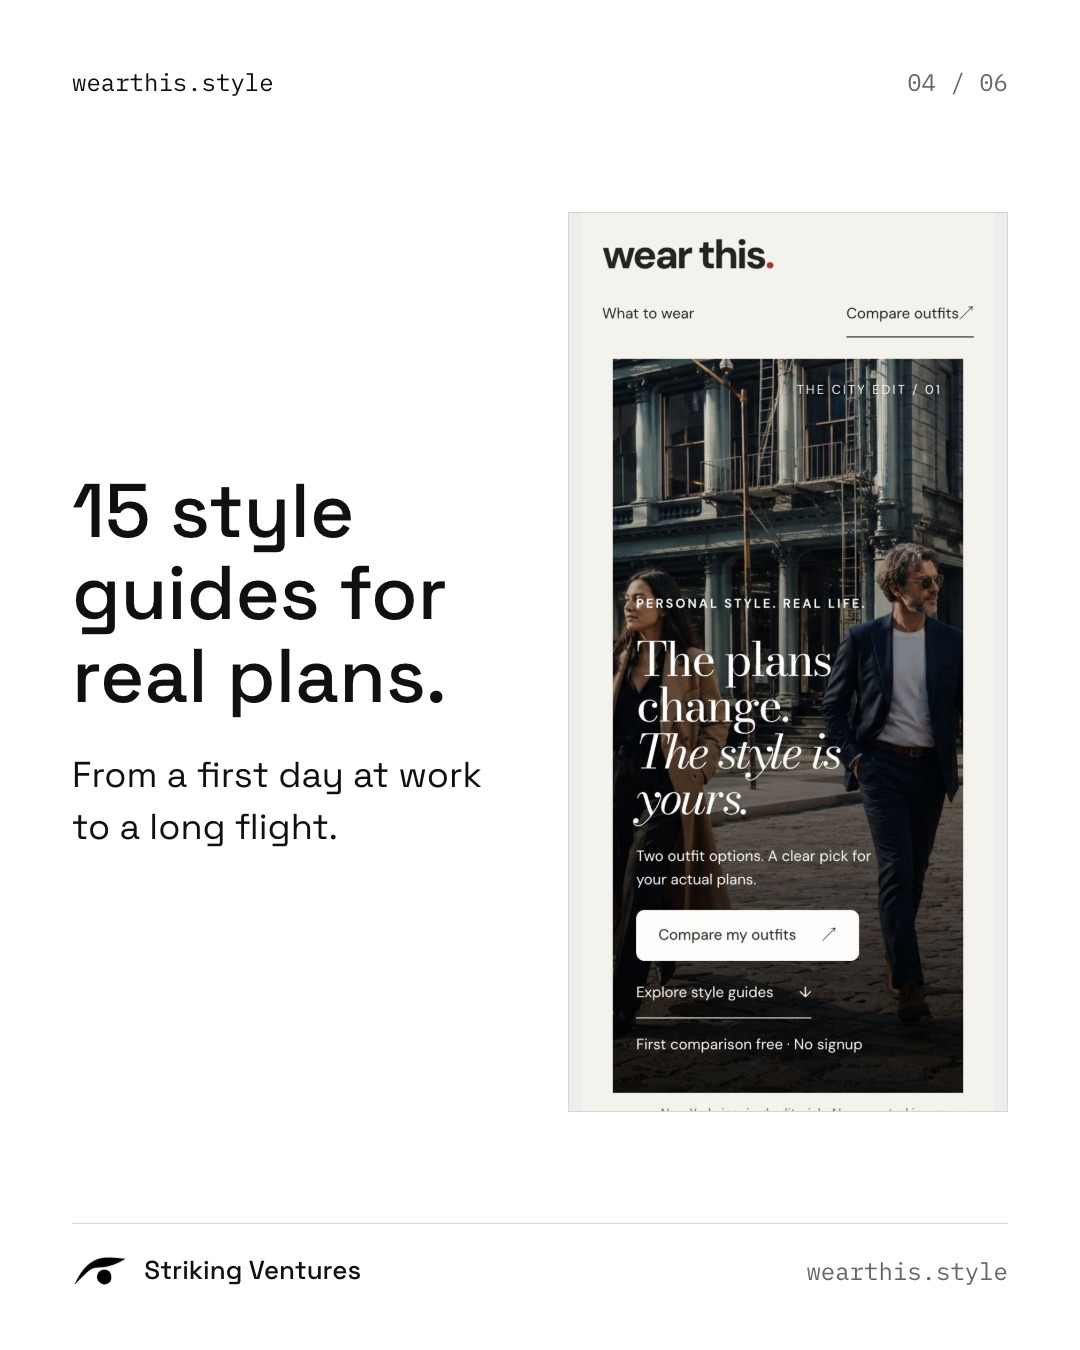 wearthis.style
04 / 06
15 style
guides for
real plans.
From a first day at work
to a long flight.
wear this.
What to wear
Compare outfits↗
THE CITY EDIT / 01
PERSONAL STYLE. REAL LIFE.
The plans
change.
The style is
yours.
Two outfit options. A clear pick for
your actual plans.
Compare my outfits ↗
Explore style guides ↓
First comparison free · No signup
Striking Ventures
wearthis.style